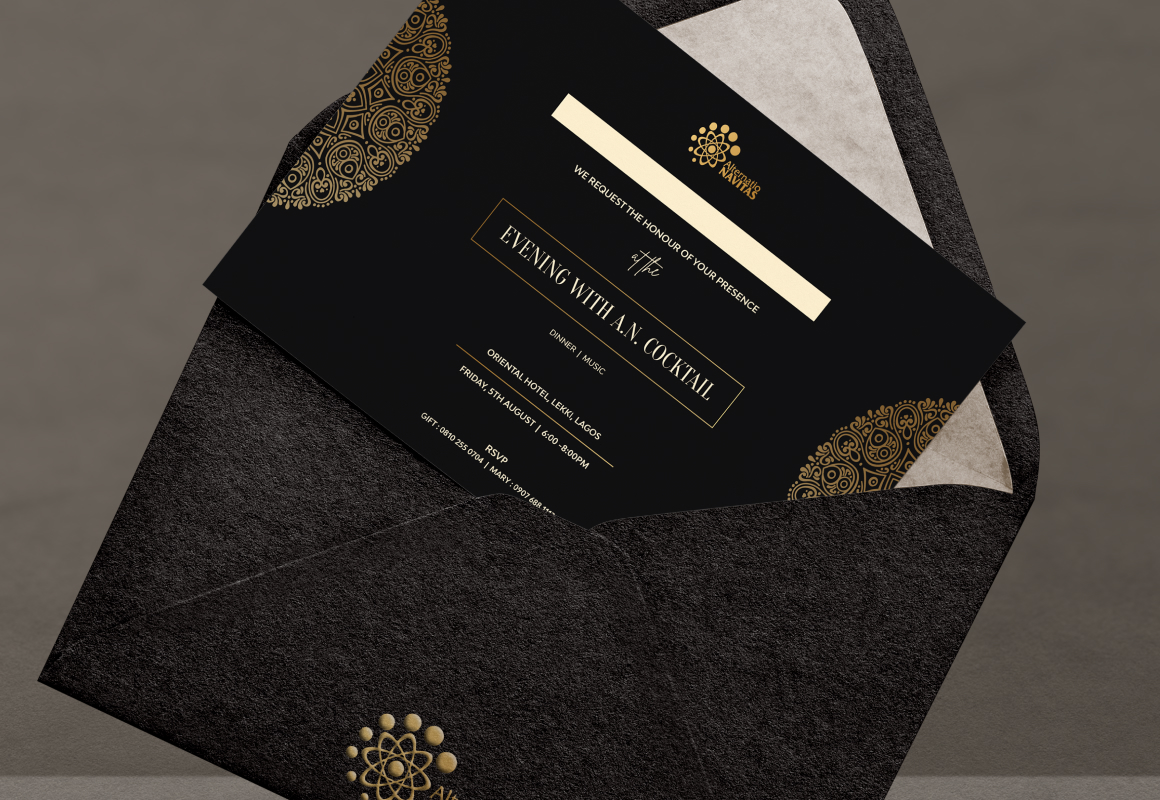 Alternatio
NAVITAS
WE REQUEST THE HONOUR OF YOUR PRESENCE
at the
EVENING WITH A.N. COCKTAIL
DINNER | MUSIC
ORIENTAL HOTEL, LEKKI, LAGOS
FRIDAY, 5TH AUGUST | 6:00 -8:00PM
RSVP
GIFT : 0810 255 0704 | MARY : 0907 688
Alt